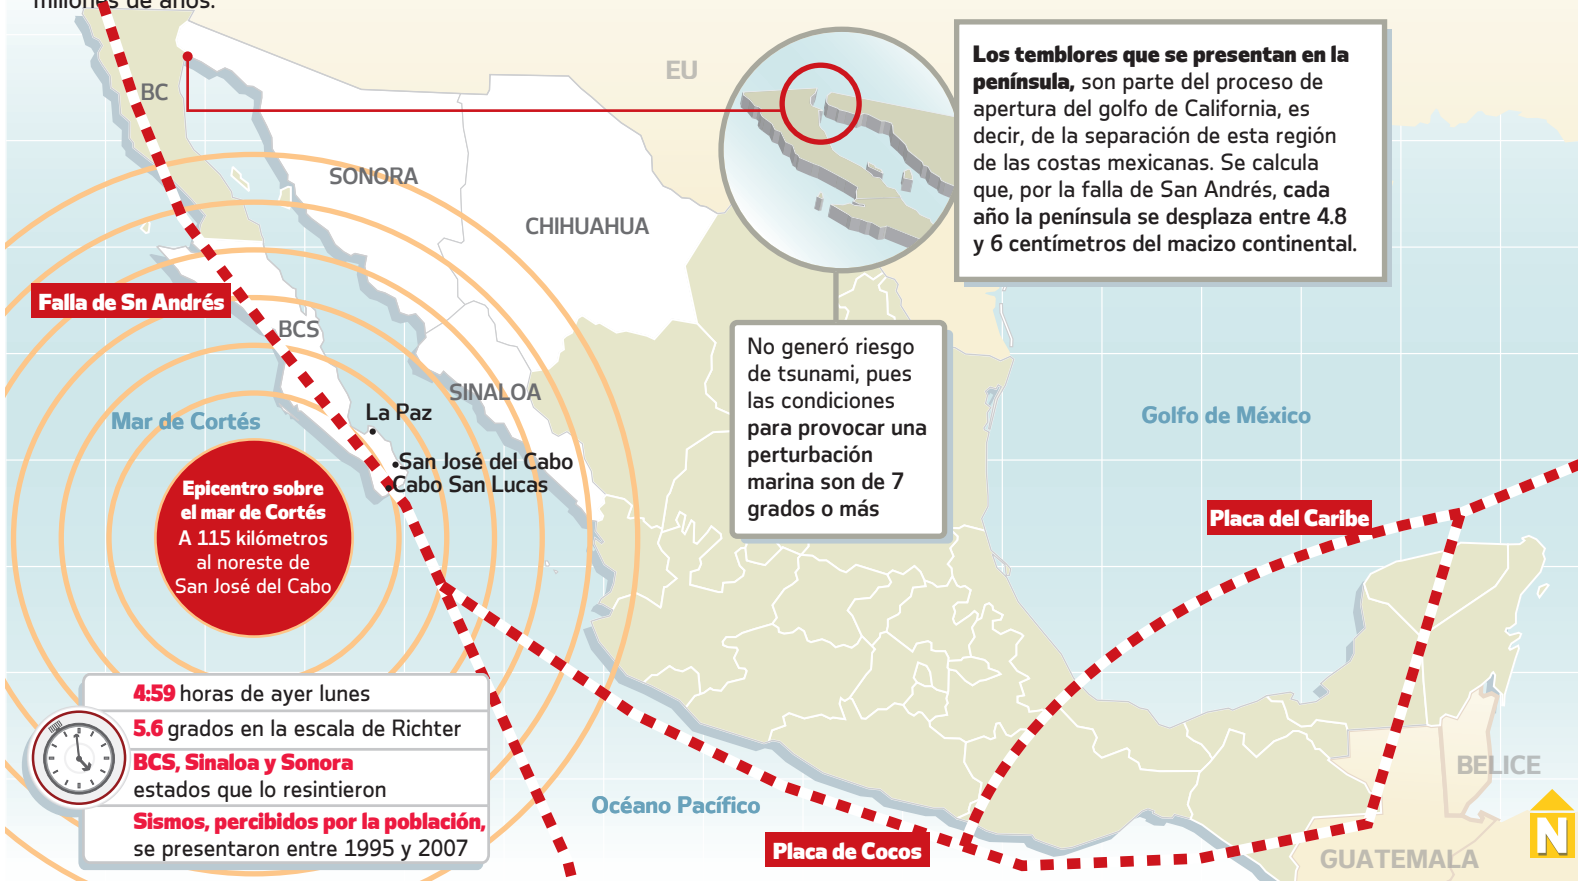 millones de años.
BC
EU
SONORA
CHIHUAHUA
Los temblores que se presentan en la
península, son parte del proceso de
apertura del golfo de California, es
decir, de la separación de esta región
de las costas mexicanas. Se calcula
que, por la falla de San Andrés, cada
año la península se desplaza entre 4.8
y 6 centímetros del macizo continental.
Falla de Sn Andrés
BCS
SINALOA
La Paz
Mar de Cortés
San José del Cabo
Cabo San Lucas
No generó riesgo
de tsunami, pues
las condiciones
para provocar una
perturbación
marina son de 7
grados o más
Golfo de México
Epicentro sobre
el mar de Cortés
A 115 kilómetros
al noreste de
San José del Cabo
Placa del Caribe
4:59 horas de ayer lunes
5.6 grados en la escala de Richter
BCS, Sinaloa y Sonora
estados que lo resintieron
Sismos, percibidos por la población,
se presentaron entre 1995 y 2007
Océano Pacífico
Placa de Cocos
BELICE
GUATEMALA
N